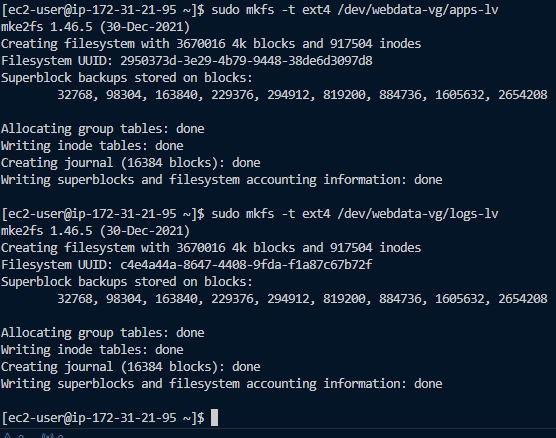 [ec2-user@ip-172-31-21-95 ~]$ sudo mkfs -t ext4 /dev/webdata-vg/apps-lv
mke2fs 1.46.5 (30-Dec-2021)
Creating filesystem with 3670016 4k blocks and 917504 inodes
Filesystem UUID: 2950373d-3e29-4b79-9448-38de6d3097d8
Superblock backups stored on blocks:
        32768, 98304, 163840, 229376, 294912, 819200, 884736, 1605632, 2654208

Allocating group tables: done
Writing inode tables: done
Creating journal (16384 blocks): done
Writing superblocks and filesystem accounting information: done

[ec2-user@ip-172-31-21-95 ~]$ sudo mkfs -t ext4 /dev/webdata-vg/logs-lv
mke2fs 1.46.5 (30-Dec-2021)
Creating filesystem with 3670016 4k blocks and 917504 inodes
Filesystem UUID: c4e4a44a-8647-4408-9fda-f1a87c67b72f
Superblock backups stored on blocks:
        32768, 98304, 163840, 229376, 294912, 819200, 884736, 1605632, 2654208

Allocating group tables: done
Writing inode tables: done
Creating journal (16384 blocks): done
Writing superblocks and filesystem accounting information: done

[ec2-user@ip-172-31-21-95 ~]$